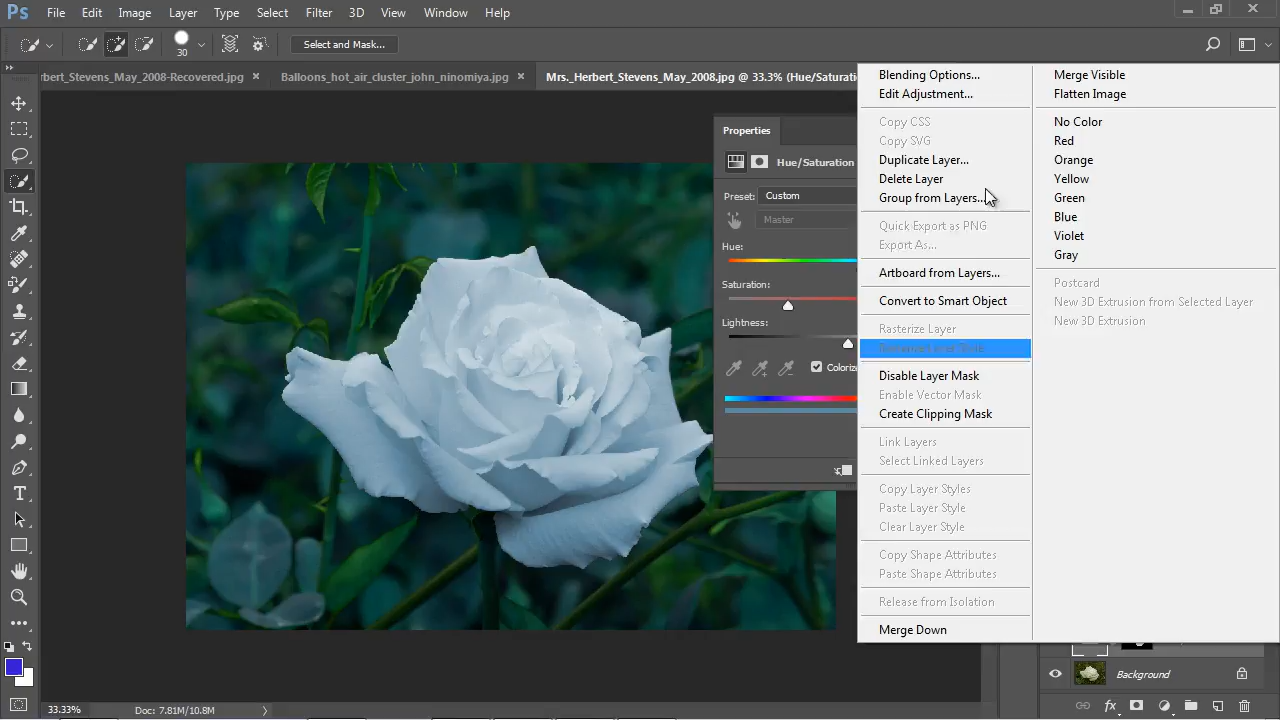 Ps File Edit Image Layer Type Select Filter 3D View Window Help
30 Select and Mask...
rbert_Stevens_May_2008-Recovered.jpg × Balloons_hot_air_cluster_john_ninomiya.jpg × Mrs._Herbert_Stevens_May_2008.jpg @ 33.3% (Hue/Saturatio
Properties
Hue/Saturation
Preset: Custom
Master
Hue:
Saturation:
Lightness:
Colorize
Blending Options...
Edit Adjustment...
Copy CSS
Copy SVG
Duplicate Layer...
Delete Layer
Group from Layers...
Quick Export as PNG
Export As...
Artboard from Layers...
Convert to Smart Object
Rasterize Layer
Disable Layer Mask
Enable Vector Mask
Create Clipping Mask
Link Layers
Select Linked Layers
Copy Layer Styles
Paste Layer Style
Clear Layer Style
Copy Shape Attributes
Paste Shape Attributes
Release from Isolation
Merge Down
Merge Visible
Flatten Image
No Color
Red
Orange
Yellow
Green
Blue
Violet
Gray
Postcard
New 3D Extrusion from Selected Layer
New 3D Extrusion
Background
fx
33.33% Doc: 7.81M/10.8M